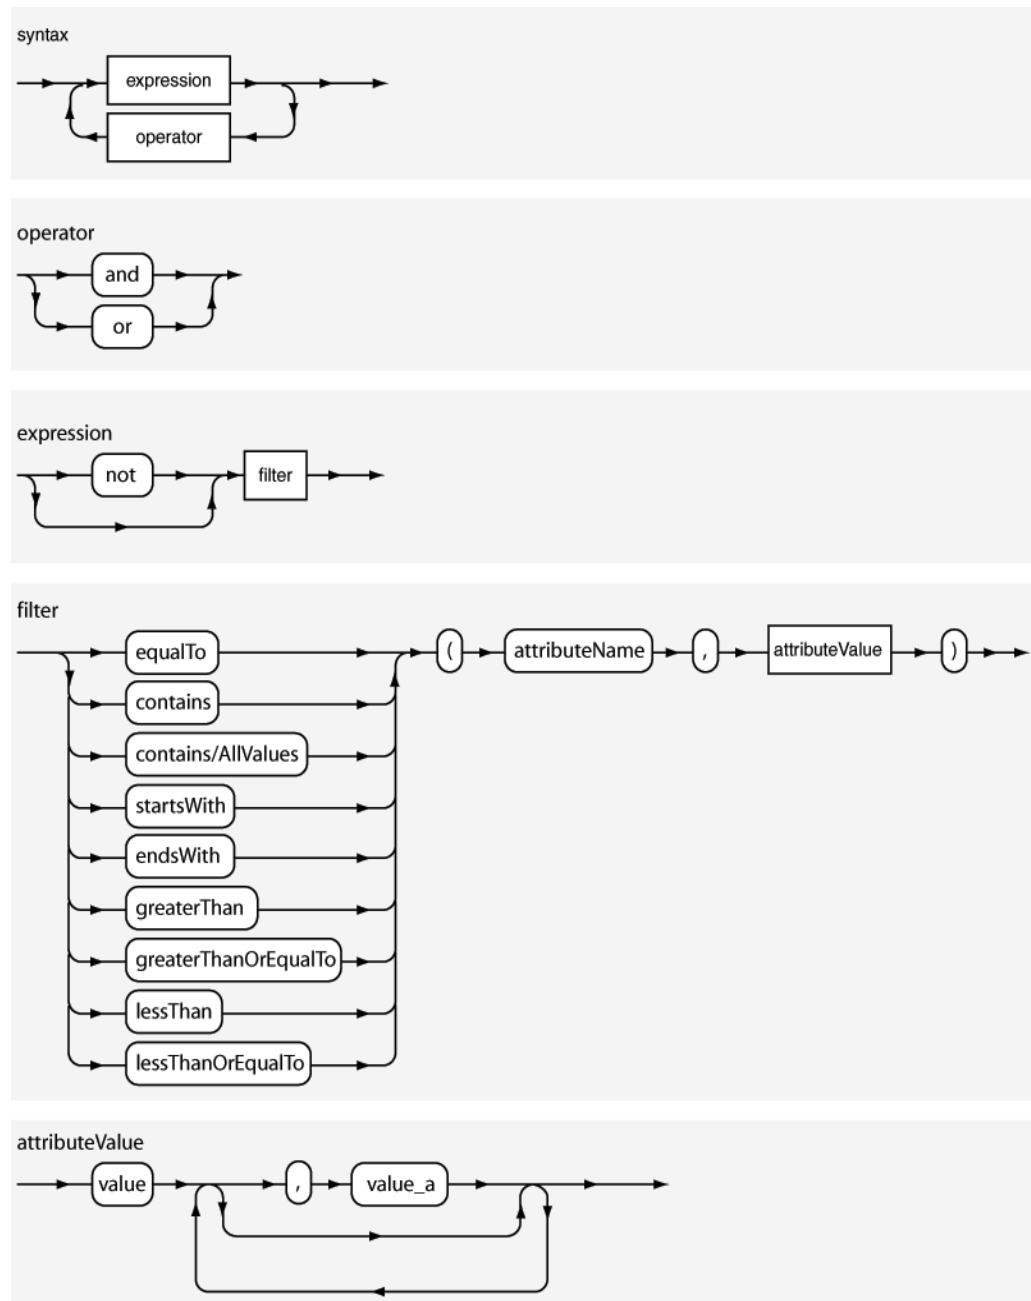 syntax
expression
operator
operator
and
or
expression
not
filter
filter
equalTo ( attributeName , attributeValue )
contains
contains/AllValues
startsWith
endsWith
greaterThan
greaterThanOrEqualTo
lessThan
lessThanOrEqualTo
attributeValue
value , value_a